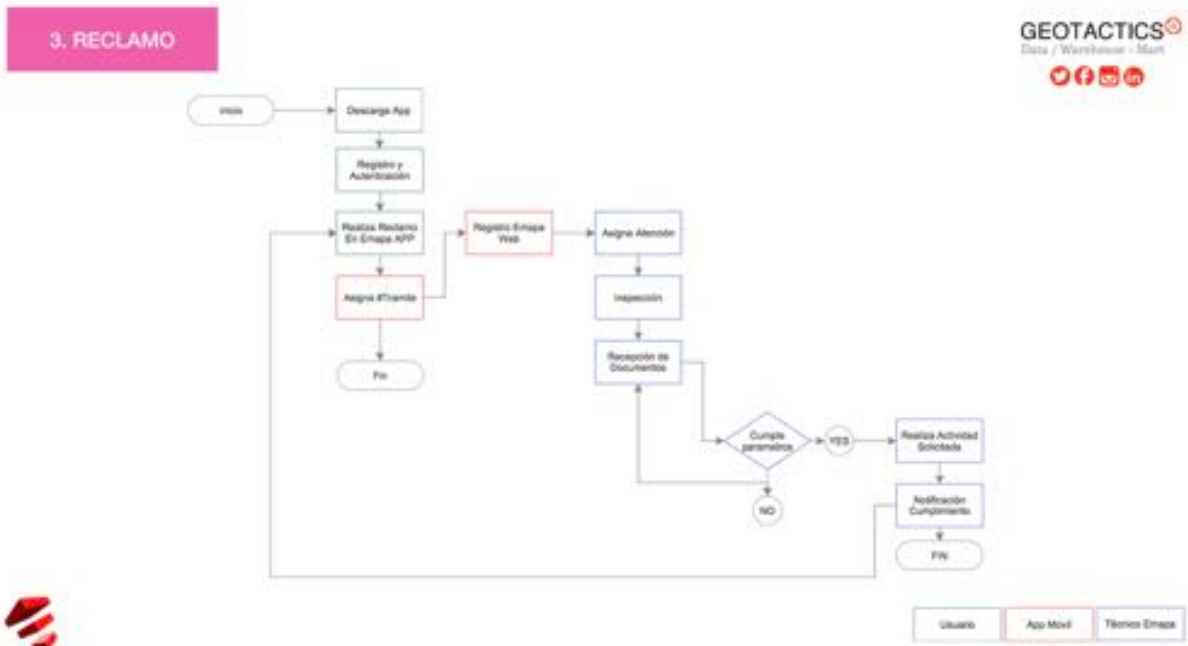 3. RECLAMO
GEOTACTICS
Data / Warehouse - Mart
Inicio
Descarga App
Registro y
Autenticación
Realiza Reclamo
En Emapa APP
Registro Emapa
Web
Asigna Atención
Asigna #Tramite
Inspección
Fin
Recepción de
Documentos
Cumple
parametros
YES
Realiza Actividad
Solicitada
NO
Notificación
Cumplimiento
FIN
Usuario
App Movil
Técnico Emapa